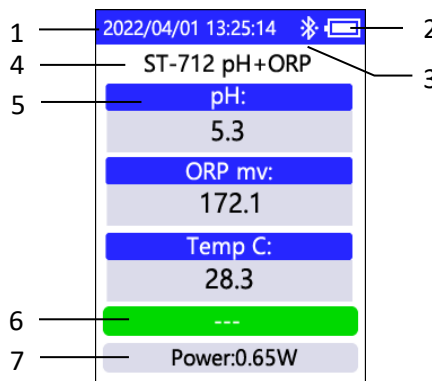 1 2022/04/01 13:25:14 2
4 ST-712 pH+ORP 3
5 pH:
5.3
ORP mv:
172.1
Temp C:
28.3
6 ---
7 Power:0.65W